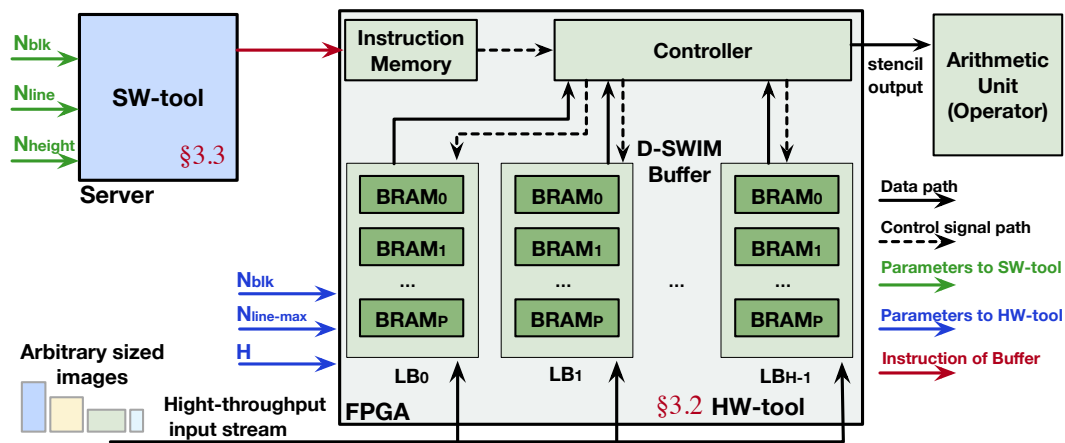 Nblk
Nline
Nheight
SW-tool
§3.3
Server
Instruction
Memory
Controller
stencil
output
Arithmetic
Unit
(Operator)
D-SWIM
Buffer
BRAM0
BRAM1
...
BRAMP
BRAM0
BRAM1
...
BRAMP
...
BRAM0
BRAM1
...
BRAMP
LB0
LB1
LBH-1
FPGA
§3.2 HW-tool
Nblk
Nline-max
H
Arbitrary sized
images
Hight-throughput
input stream
Data path
Control signal path
Parameters to SW-tool
Parameters to HW-tool
Instruction of Buffer